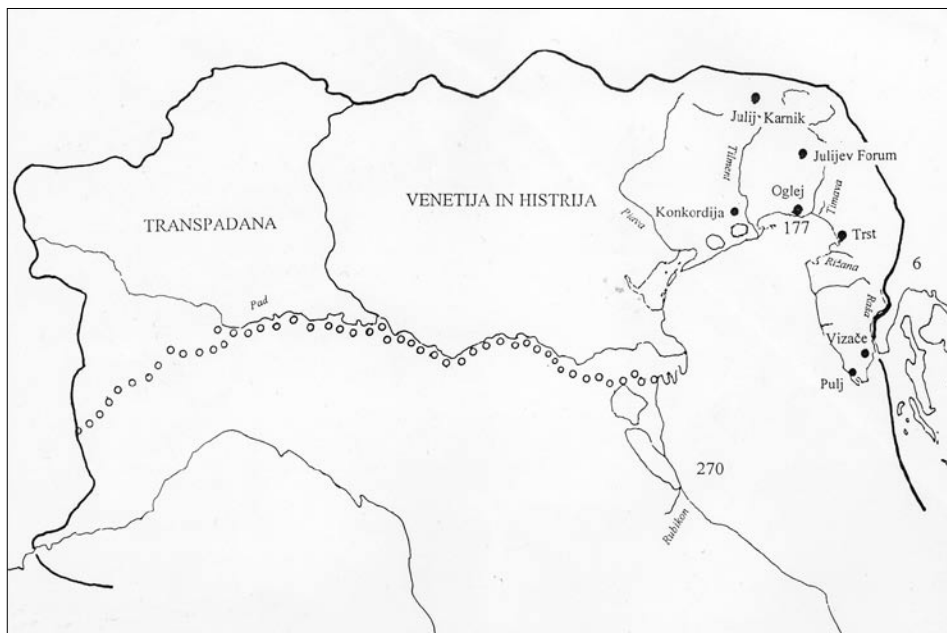 Julij Karnik
Julijev Forum
VENETIJA IN HISTRIJA
TRANSPADANA
Tilment
Piava
Konkordija
Oglej
177
Timava
Trst
Rižana
6
Pad
Raša
Vizače
Pulj
270
Rubikon